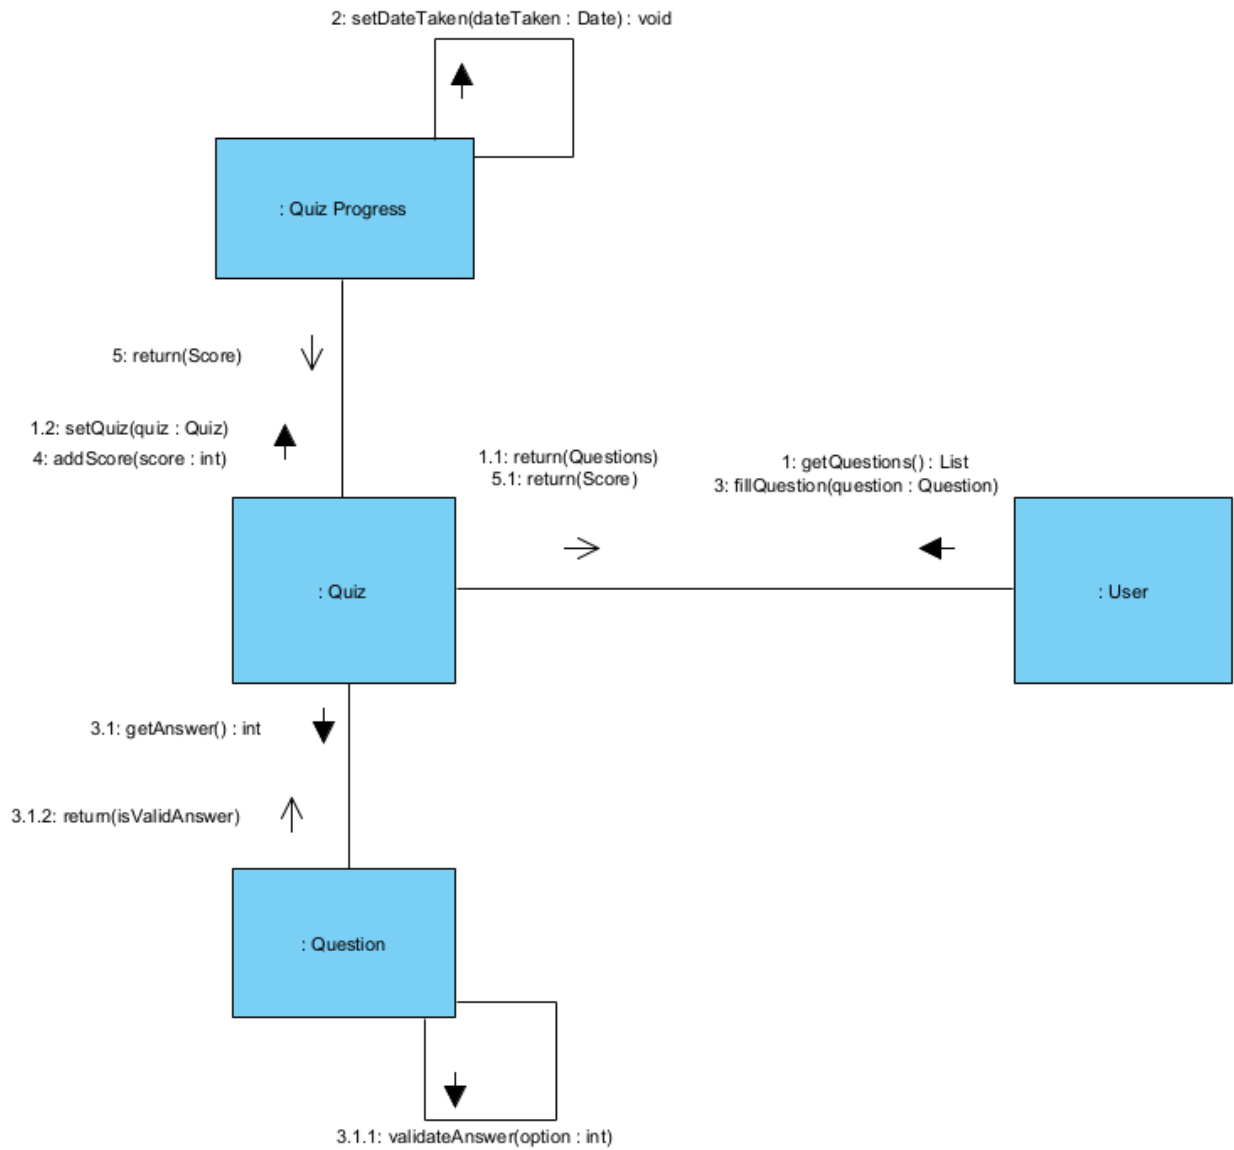 2: setDateTaken(dateTaken : Date) : void
: Quiz Progress
5: return(Score)
1.2: setQuiz(quiz : Quiz)
4: addScore(score : int)
1.1: return(Questions)
5.1: return(Score)
1: getQuestions() : List
3: fillQuestion(question : Question)
: Quiz
: User
3.1: getAnswer() : int
3.1.2: return(isValidAnswer)
: Question
3.1.1: validateAnswer(option : int)